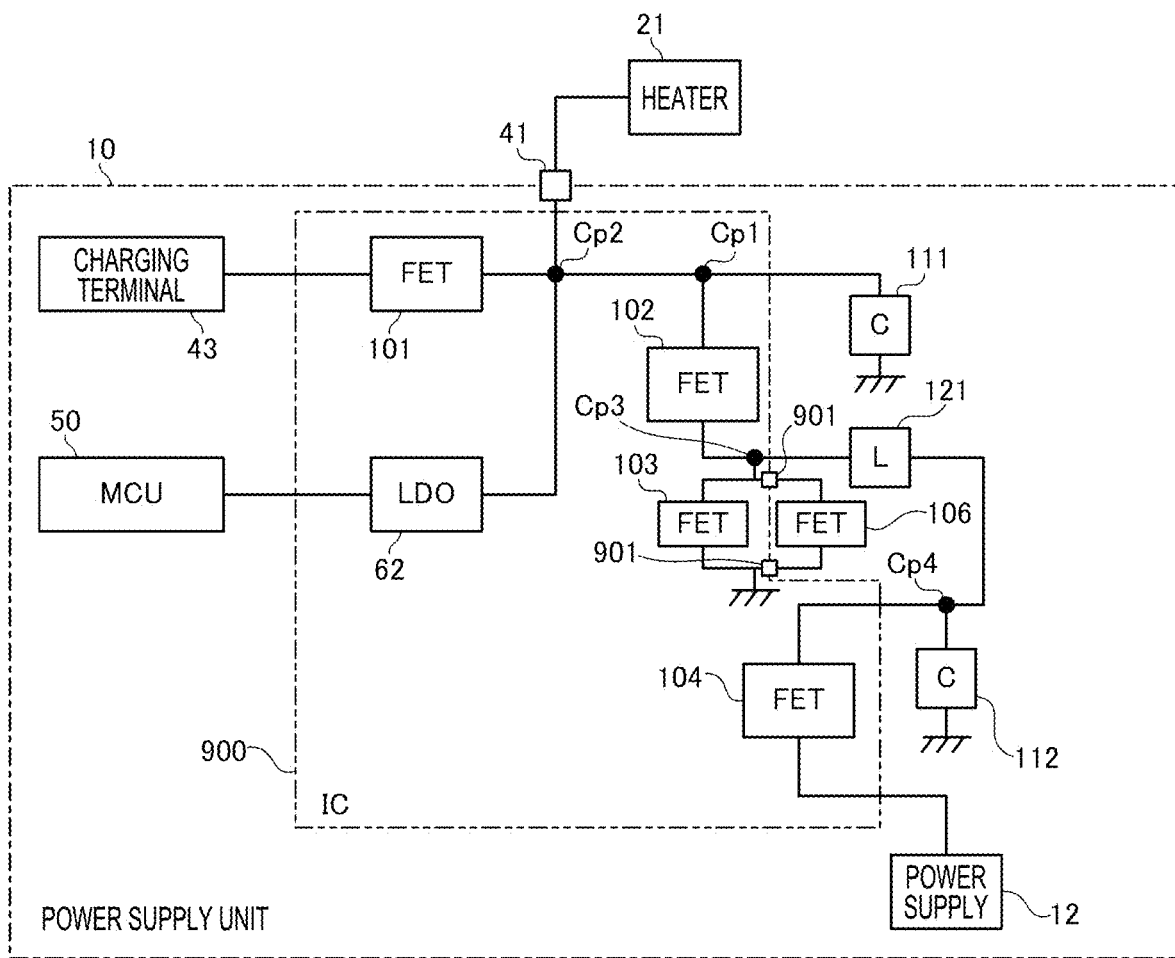 21
HEATER
41
10
Cp2
Cp1
CHARGING
TERMINAL
43
FET
101
111
C
102
FET
121
50
MCU
LDO
62
Cp3
901
L
103
FET
FET
106
901
Cp4
104
FET
C
112
900
IC
POWER
SUPPLY
12
POWER SUPPLY UNIT